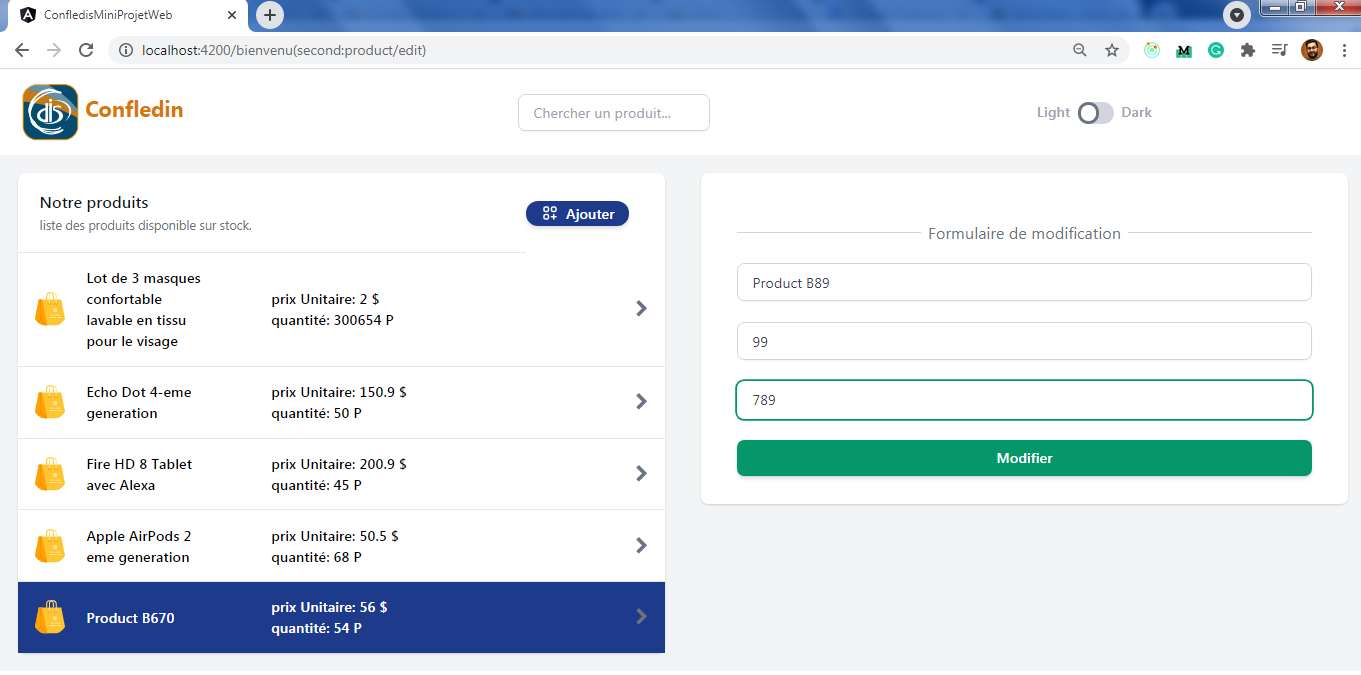 ConfledisMiniProjetWeb
localhost:4200/bienvenu(second:product/edit)
dis
Confledin
Chercher un produit...
Light
Dark
Notre produits
liste des produits disponible sur stock.
Ajouter
Lot de 3 masques
confortable
lavable en tissu
pour le visage
prix Unitaire: 2 $
quantité: 300654 P
Echo Dot 4-eme
generation
prix Unitaire: 150.9 $
quantité: 50 P
Fire HD 8 Tablet
avec Alexa
prix Unitaire: 200.9 $
quantité: 45 P
Apple AirPods 2
eme generation
prix Unitaire: 50.5 $
quantité: 68 P
Product B670
prix Unitaire: 56 $
quantité: 54 P
Formulaire de modification
Product B89
99
789
Modifier